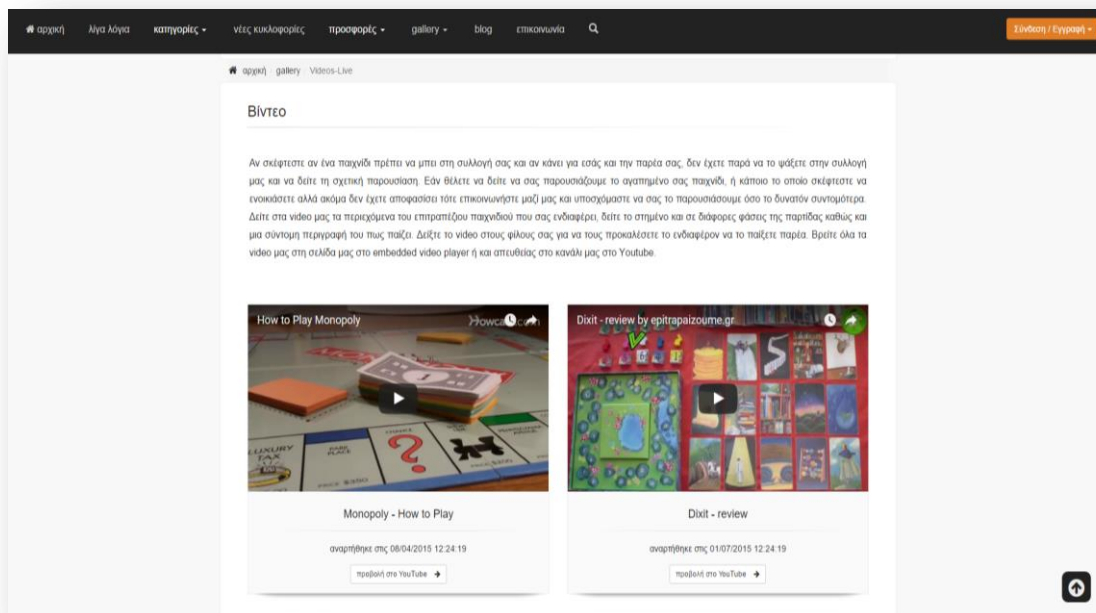 αρχική λίγα λόγια κατηγορίες νέες κυκλοφορίες προσφορές gallery blog επικοινωνία Σύνδεση / Εγγραφή
αρχική gallery Videos-Live
Βίντεο
Αν σκέφτεστε αν ένα παιχνίδι πρέπει να μπει στη συλλογή σας και αν κάνει για εσάς και την παρέα σας, δεν έχετε παρά να το ψάξετε στην συλλογή
μας και να δείτε τη σχετική παρουσίαση. Εάν θέλετε να δείτε να σας παρουσιάζουμε το αγαπημένο σας παιχνίδι, ή κάποιο το οποίο σκέφτεστε να
ενοικιάσετε αλλά ακόμα δεν έχετε αποφασίσει τότε επικοινωνήστε μαζί μας και υποσχόμαστε να σας το παρουσιάσουμε όσο το δυνατόν συντομότερα.
Δείτε στα video μας τα περιεχόμενα του επιτραπέζιου παιχνιδιού που σας ενδιαφέρει, δείτε το στημένο και σε διάφορες φάσεις της παρτίδας καθώς και
μια σύντομη περιγραφή του πως παίζει. Δείξτε το video στους φίλους σας για να τους προκαλέσετε το ενδιαφέρον να το παίξετε παρέα. Βρείτε όλα τα
video μας στη σελίδα μας στο embedded video player ή και απευθείας στο κανάλι μας στο Youtube.
How to Play Monopoly
LUXURY
TAX
PARK
PLACE
CHANCE
Monopoly - How to Play
αναρτήθηκε στις 08/04/2015 12:24:19
προβολή στο YouTube
Dixit - review by epitrapaizoume.gr
Dixit - review
αναρτήθηκε στις 01/07/2015 12:24:19
προβολή στο YouTube